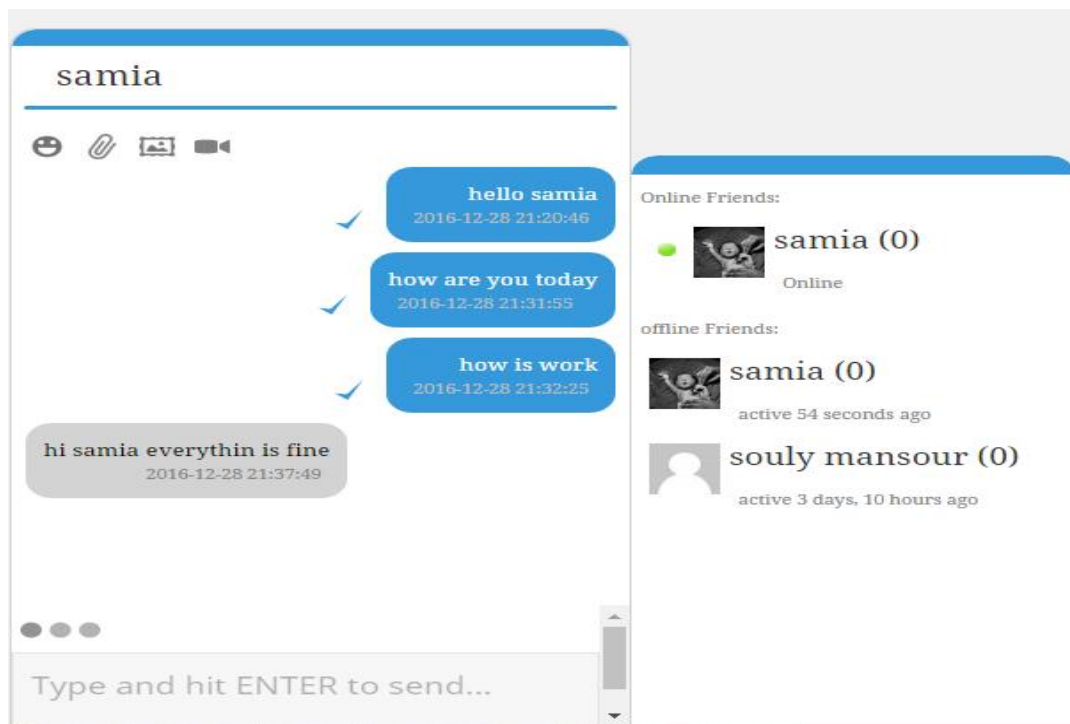 samia
hello samia
2016-12-28 21:20:46
how are you today
2016-12-28 21:31:55
how is work
2016-12-28 21:32:25
hi samia everythin is fine
2016-12-28 21:37:49
Type and hit ENTER to send...
Online Friends:
samia (0)
Online
offline Friends:
samia (0)
active 54 seconds ago
souly mansour (0)
active 3 days, 10 hours ago